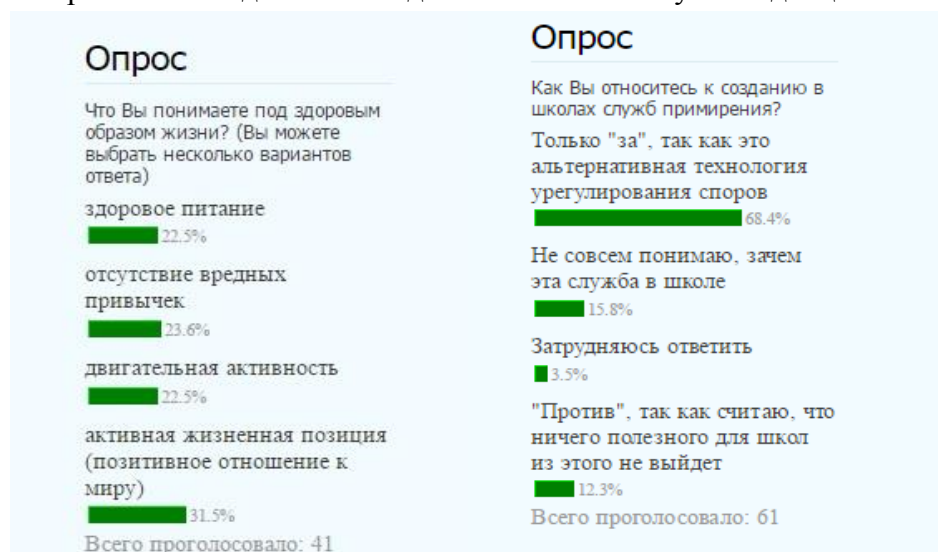 Опрос
Что Вы понимаете под здоровым
образом жизни? (Вы можете
выбрать несколько вариантов
ответа)
здоровое питание
22.5%
отсутствие вредных
привычек
23.6%
двигательная активность
22.5%
активная жизненная позиция
(позитивное отношение к
миру)
31.5%
Всего проголосовало: 41
Опрос
Как Вы относитесь к созданию в
школах служб примирения?
Только "за", так как это
альтернативная технология
урегулирования споров
68.4%
Не совсем понимаю, зачем
эта служба в школе
15.8%
Затрудняюсь ответить
3.5%
"Против", так как считаю, что
ничего полезного для школ
из этого не выйдет
12.3%
Всего проголосовало: 61